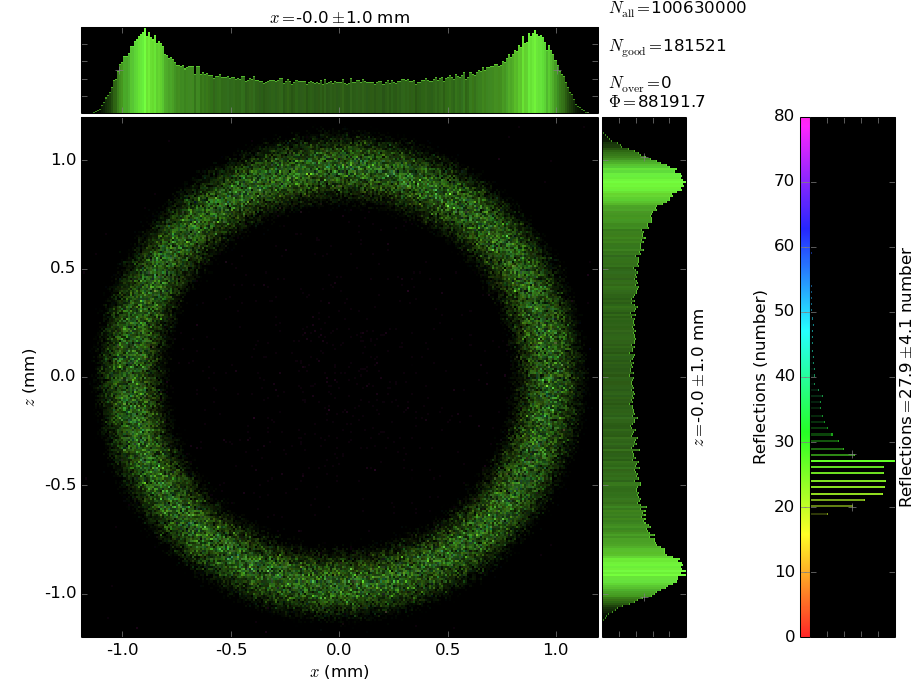 x=-0.0±1.0 mm
N_all=100630000
N_good=181521
N_over=0
Φ=88191.7
1.0
0.5
0.0
-0.5
-1.0
z (mm)
-1.0 -0.5 0.0 0.5 1.0
x (mm)
z=-0.0±1.0 mm
80
70
60
50
40
30
20
10
0
Reflections (number)
Reflections=27.9±4.1 number